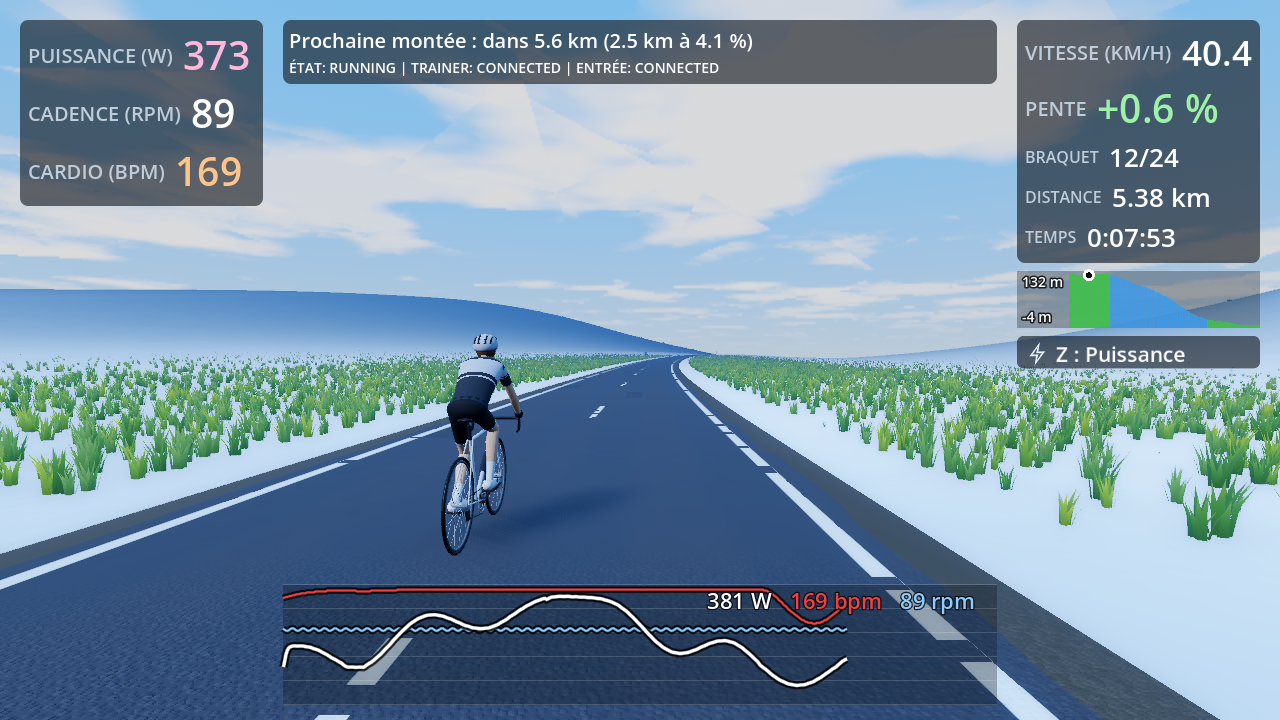 PUISSANCE (W) 373
CADENCE (RPM) 89
CARDIO (BPM) 169
Prochaine montée : dans 5.6 km (2.5 km à 4.1 %)
ÉTAT: RUNNING | TRAINER: CONNECTED | ENTRÉE: CONNECTED
VITESSE (KM/H) 40.4
PENTE +0.6 %
BRAQUET 12/24
DISTANCE 5.38 km
TEMPS 0:07:53
132 m
-4 m
Z : Puissance
381 W 169 bpm 89 rpm